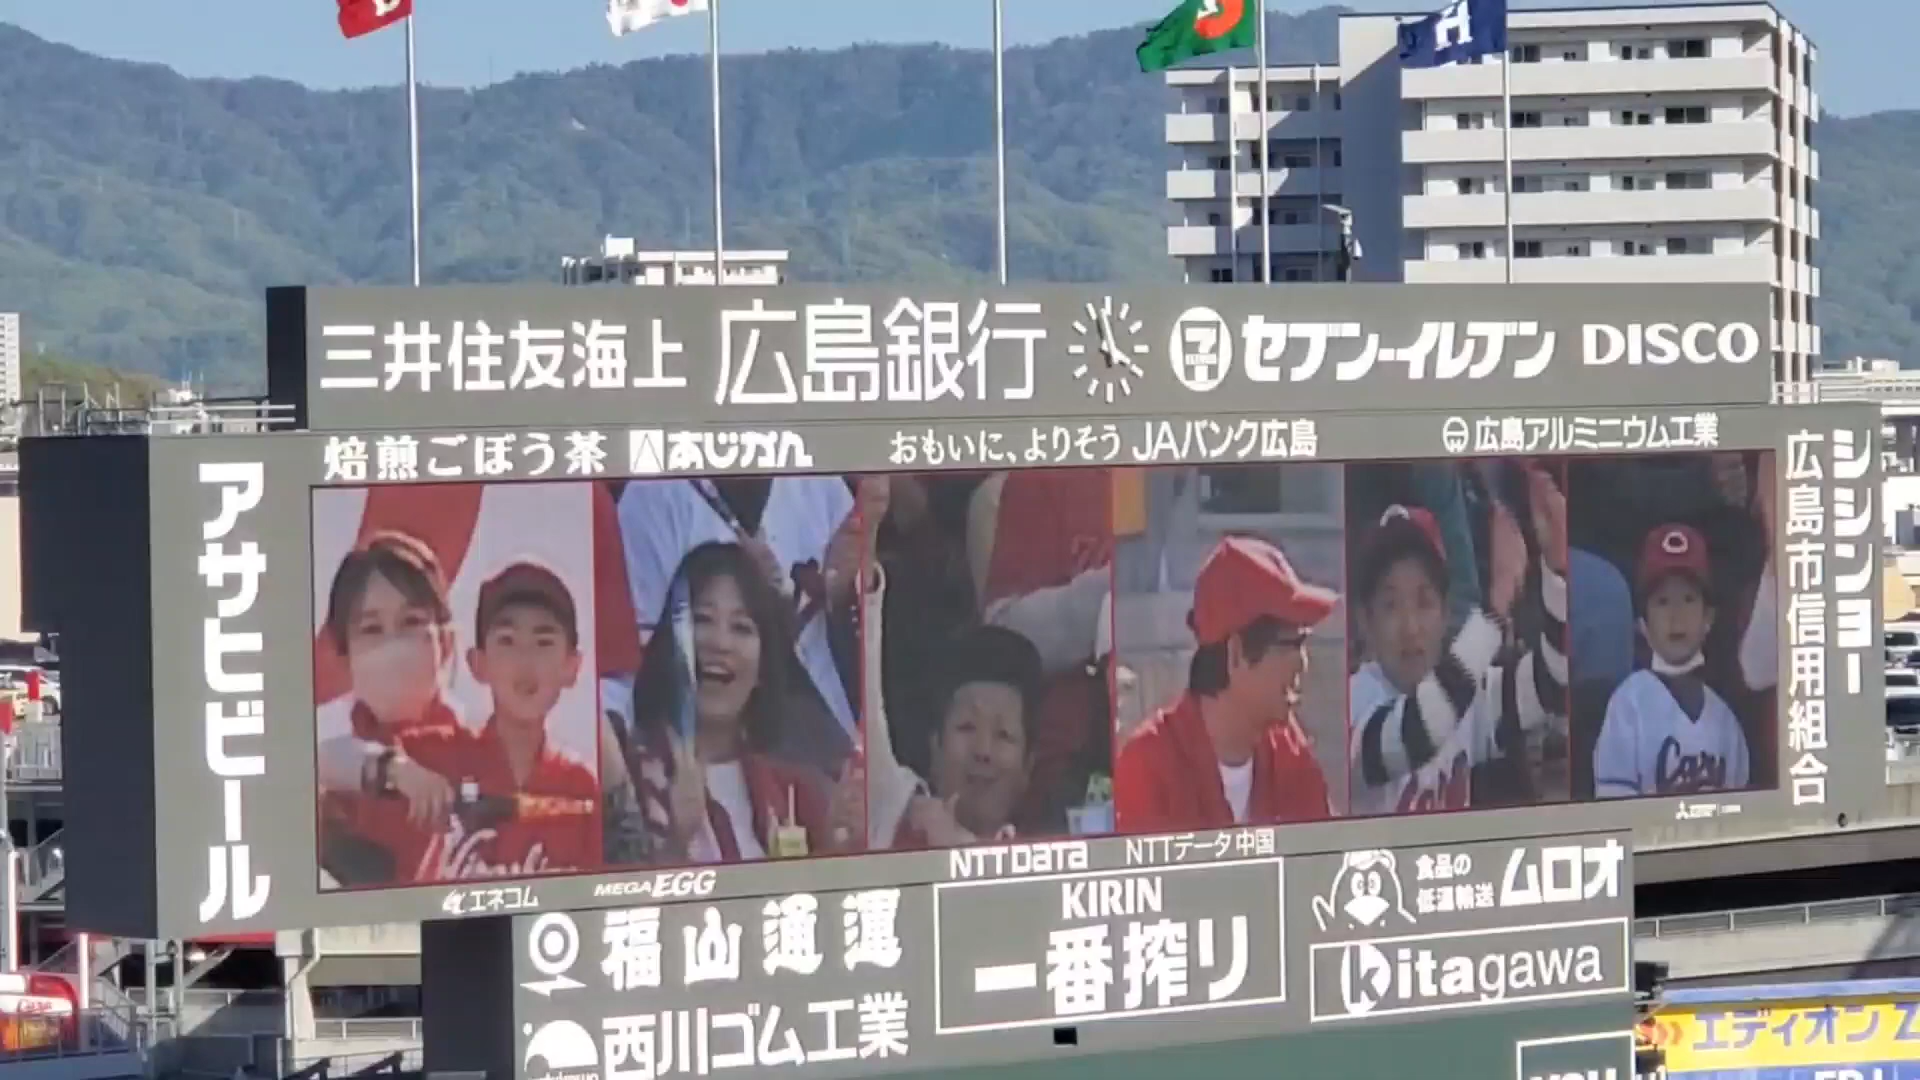 三井住友海上 広島銀行 7 ELEVEN セブン-イレブン DISCO
焙煎ごぼう茶 あじかん おもいに、よりそう JAバンク広島 広島アルミニウム工業
アサヒビール
シシンヨー
広島市信用組合
H
C
Carp
エネコム MEGA EGG NTT DATA NTTデータ中国
福山通運
西川ゴム工業
KIRIN
一番搾り
食品の
低温輸送 ムロオ
kitagawa
エディオン